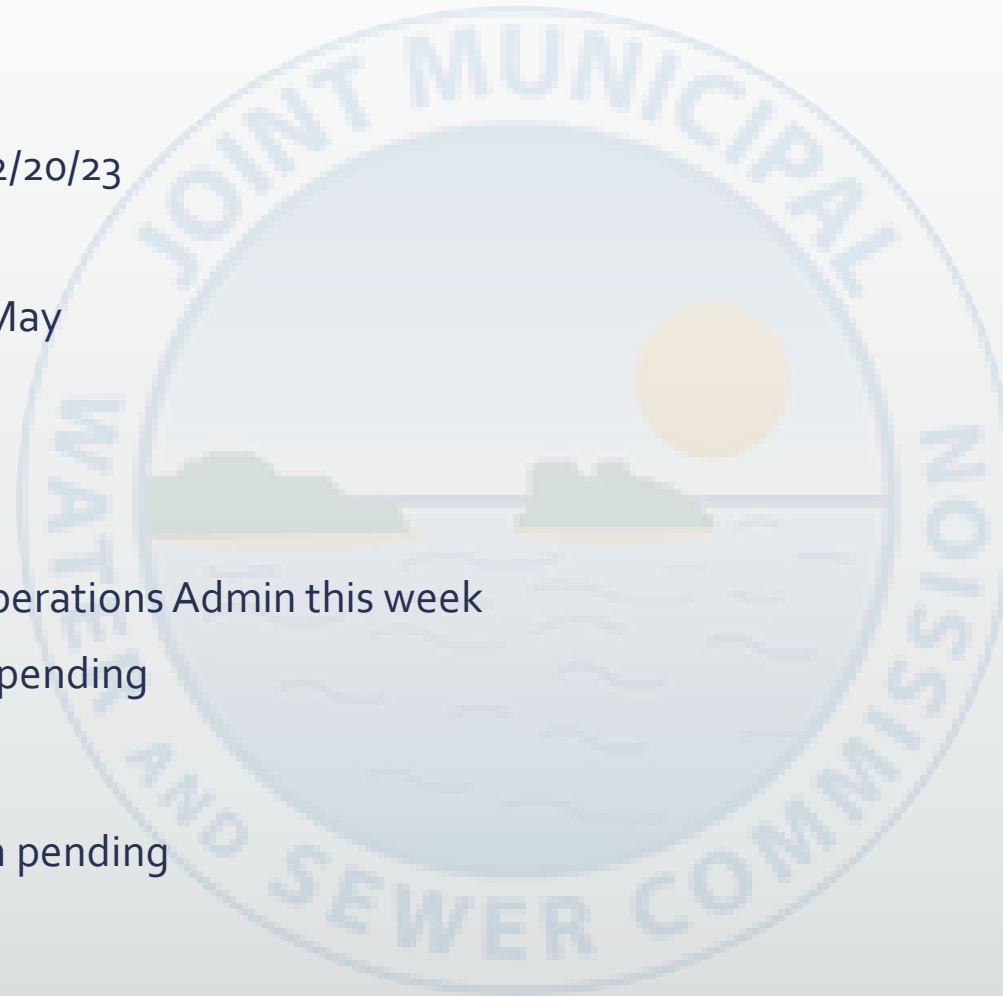 2/20/23
JOINT MUNICIPAL
May
WATER AND SEWER COMMISSION
perations Admin this week
pending
pending